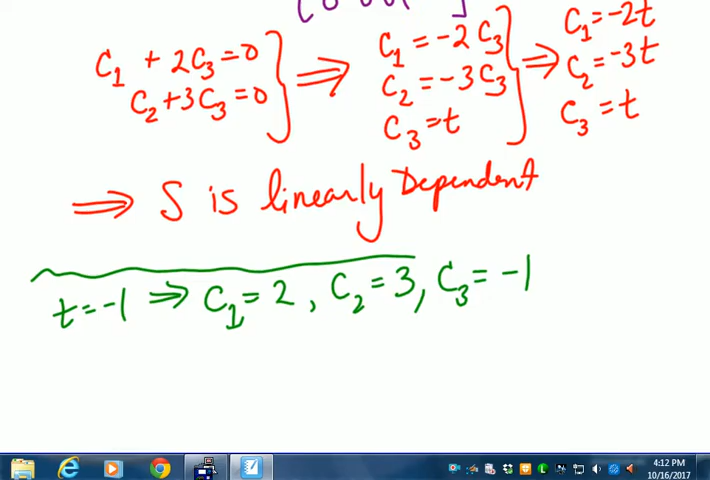 C₁ + 2C₃ = 0
C₂ + 3C₃ = 0
⟹
C₁ = -2C₃
C₂ = -3C₃
C₃ = t
⟹
C₁ = -2t
C₂ = -3t
C₃ = t
⟹ S is linearly Dependent
t = -1 ⟹ C₁ = 2, C₂ = 3, C₃ = -1
4:12 PM
10/16/2017